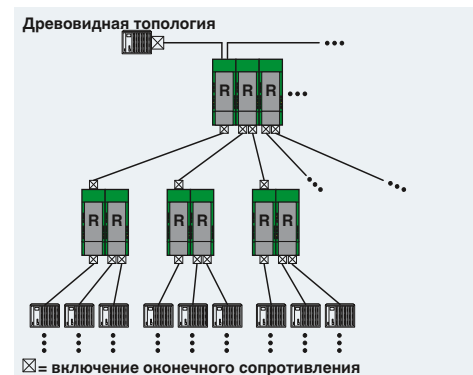 Древовидная топология
R R R
R R R R R R
= включение оконечного сопротивления